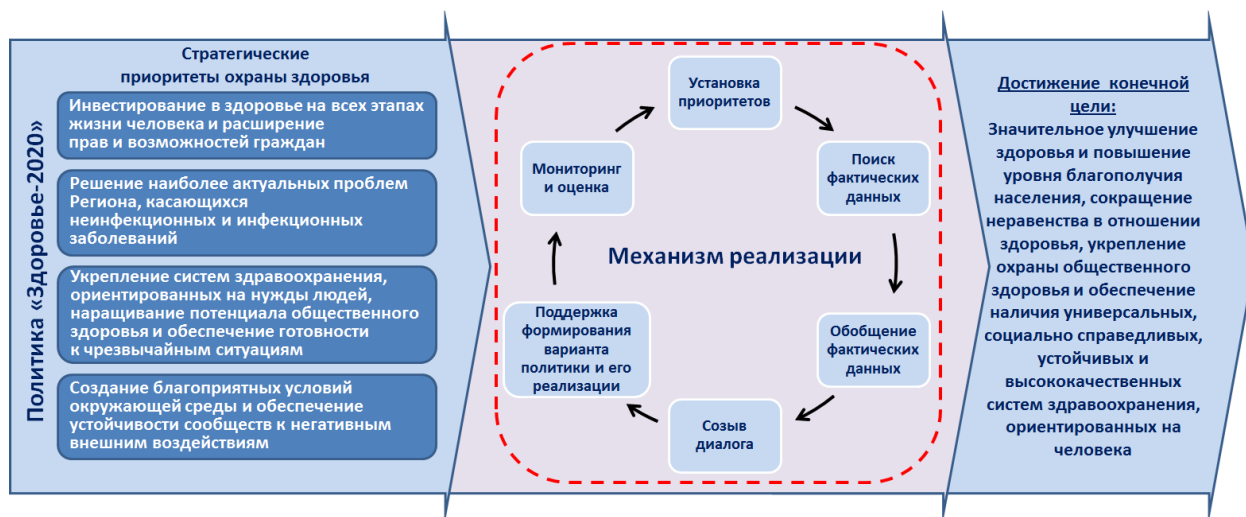 Политика «Здоровье-2020»
Стратегические
приоритеты охраны здоровья
Инвестирование в здоровье на всех этапах
жизни человека и расширение
прав и возможностей граждан
Решение наиболее актуальных проблем
Региона, касающихся
неинфекционных и инфекционных
заболеваний
Укрепление систем здравоохранения,
ориентированных на нужды людей,
наращивание потенциала общественного
здоровья и обеспечение готовности
к чрезвычайным ситуациям
Создание благоприятных условий
окружающей среды и обеспечение
устойчивости сообществ к негативным
внешним воздействиям
Механизм реализации
Установка
приоритетов
Поиск
фактических
данных
Обобщение
фактических
данных
Созыв
диалога
Поддержка
формирования
варианта
политики и его
реализации
Мониторинг
и оценка
Достижение конечной
цели:
Значительное улучшение
здоровья и повышение
уровня благополучия
населения, сокращение
неравенства в отношении
здоровья, укрепление
охраны общественного
здоровья и обеспечение
наличия универсальных,
социально справедливых,
устойчивых и
высококачественных
систем здравоохранения,
ориентированных на
человека